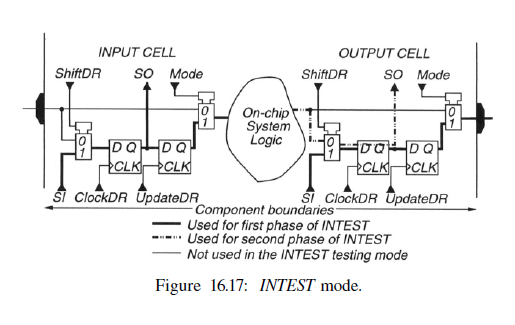 INPUT CELL OUTPUT CELL
ShiftDR SO Mode ShiftDR SO Mode
0
1
0
1
On-chip
System
Logic
0
1
0
1
D Q D Q D Q D Q
CLK CLK CLK CLK
SI ClockDR UpdateDR SI ClockDR UpdateDR
Component boundaries
Used for first phase of INTEST
Used for second phase of INTEST
Not used in the INTEST testing mode
Figure 16.17: INTEST mode.